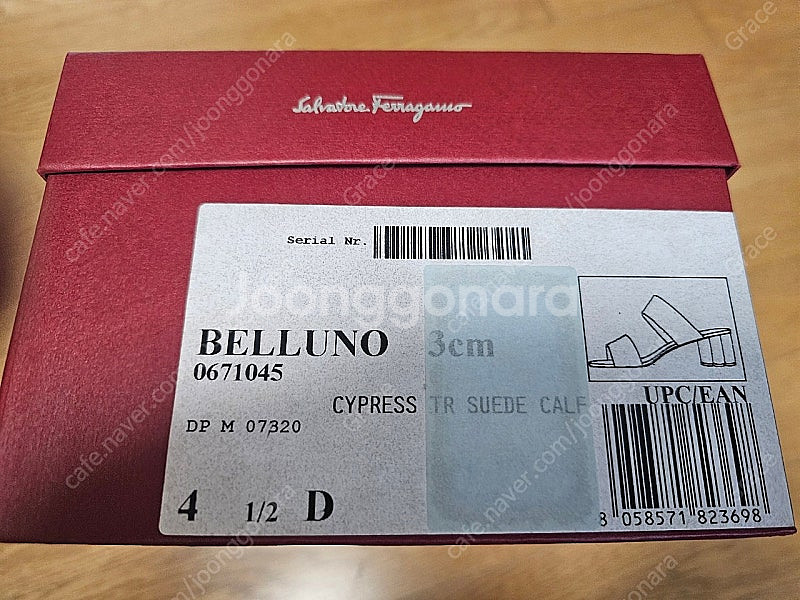 Salvatore Ferragamo
Serial Nr.
Joonggonara
BELLUNO 3cm
0671045
CYPRESS TR SUEDE CALF
DP M 07320
UPC/EAN
4 1/2 D
8 058571 823698
cafe.naver.com/joonggonara
Grace